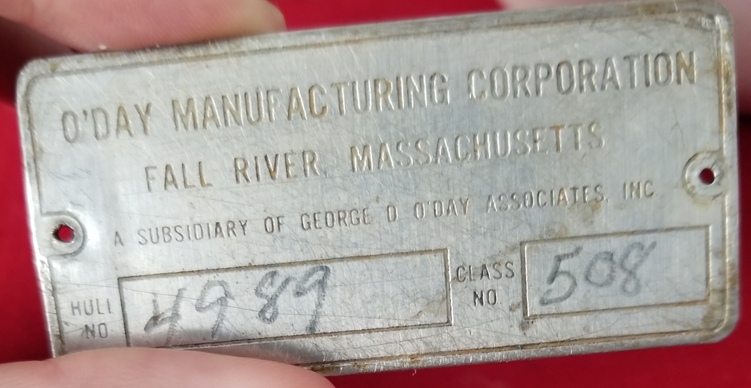 O'DAY MANUFACTURING CORPORATION
FALL RIVER, MASSACHUSETTS
A SUBSIDIARY OF GEORGE D O'DAY ASSOCIATES, INC
HULL NO 4989 CLASS NO. 508